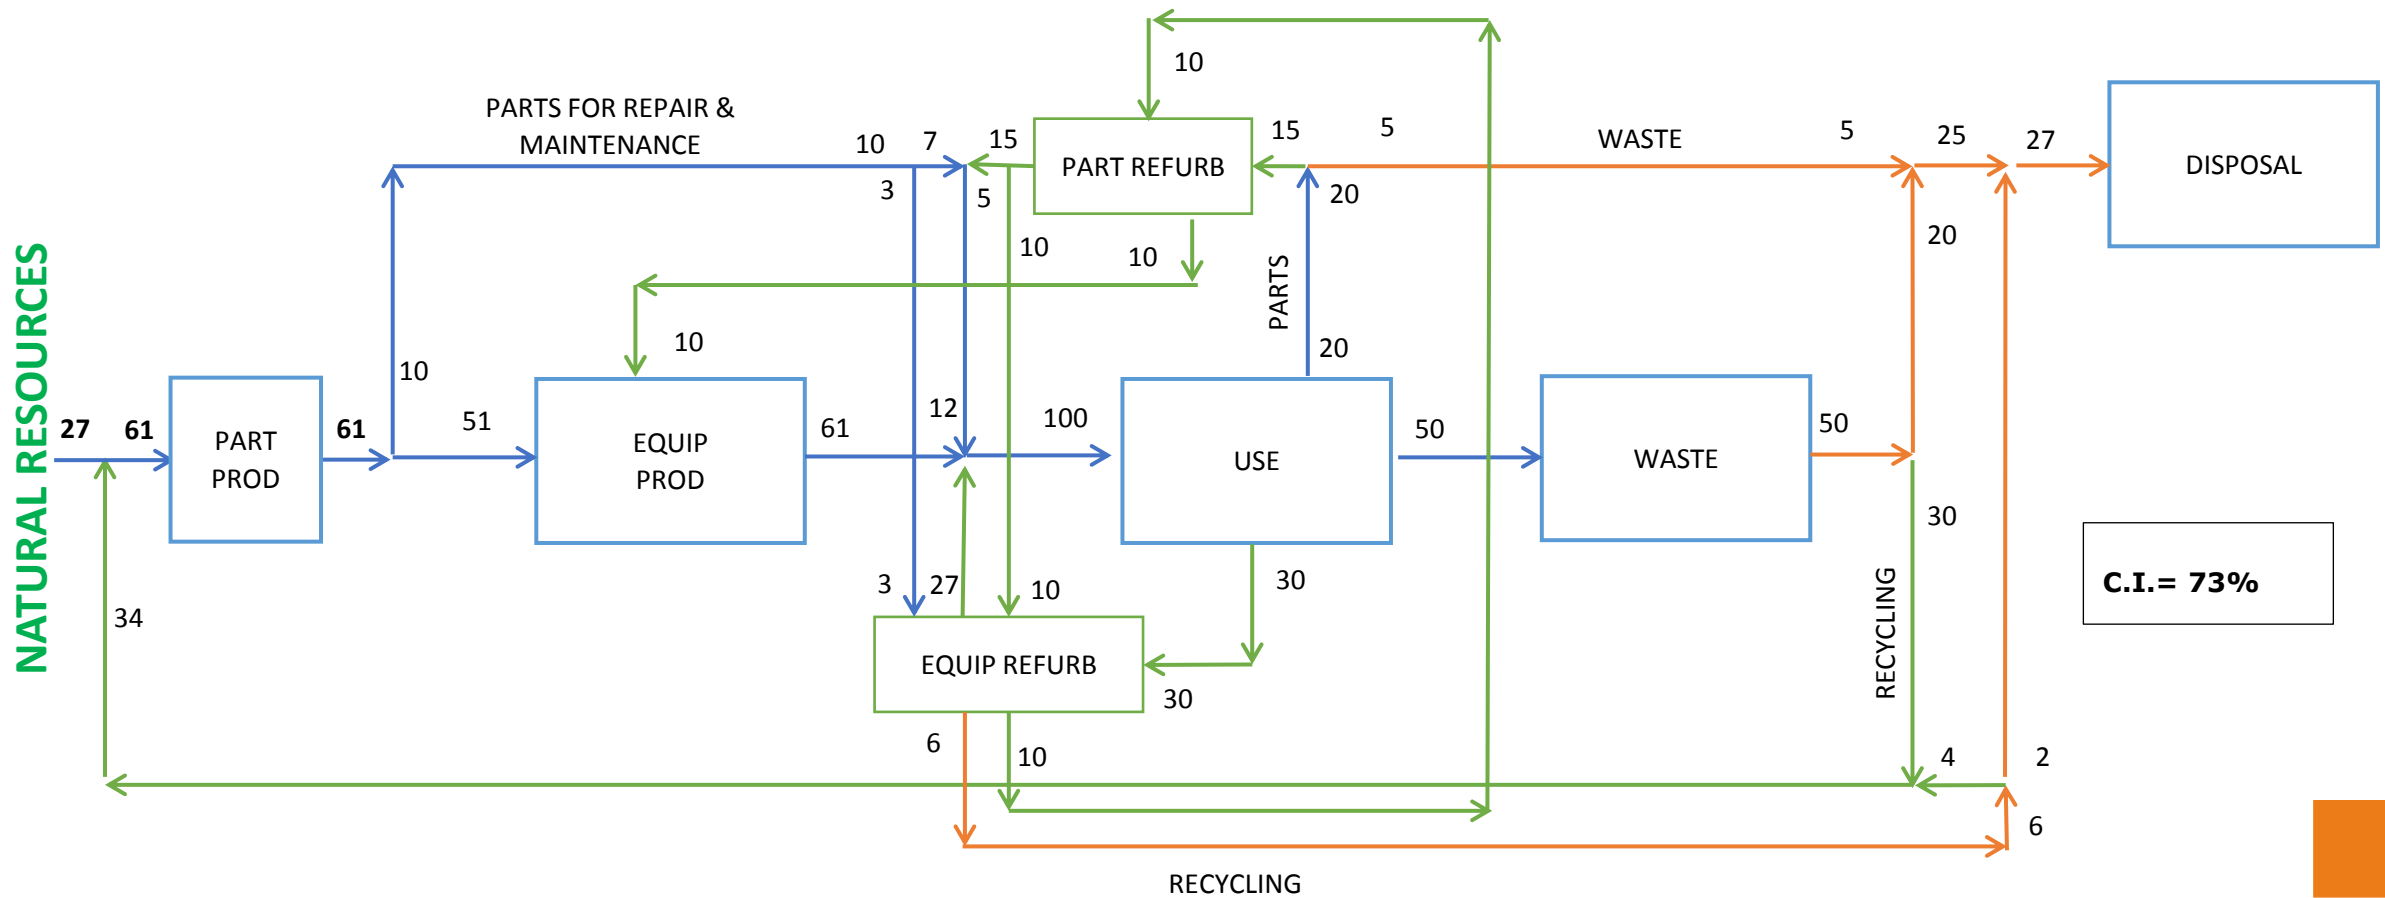 10
PARTS FOR REPAIR &
MAINTENANCE
10
7
15
15
5
WASTE
5
25
27
PART REFURB
DISPOSAL
3
5
20
10
10
20
NATURAL RESOURCES
PARTS
10
20
10
27
61
61
51
61
12
100
50
50
PART
PROD
EQUIP
PROD
USE
WASTE
30
C.I.= 73%
3
27
10
30
34
RECYCLING
EQUIP REFURB
30
6
10
4
2
6
RECYCLING